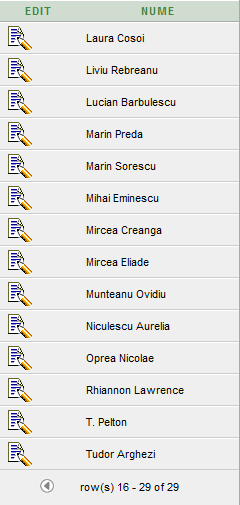 EDIT NUME
Laura Cosoi
Liviu Rebreanu
Lucian Barbulescu
Marin Preda
Marin Sorescu
Mihai Eminescu
Mircea Creanga
Mircea Eliade
Munteanu Ovidiu
Niculescu Aurelia
Oprea Nicolae
Rhiannon Lawrence
T. Pelton
Tudor Arghezi
row(s) 16 - 29 of 29